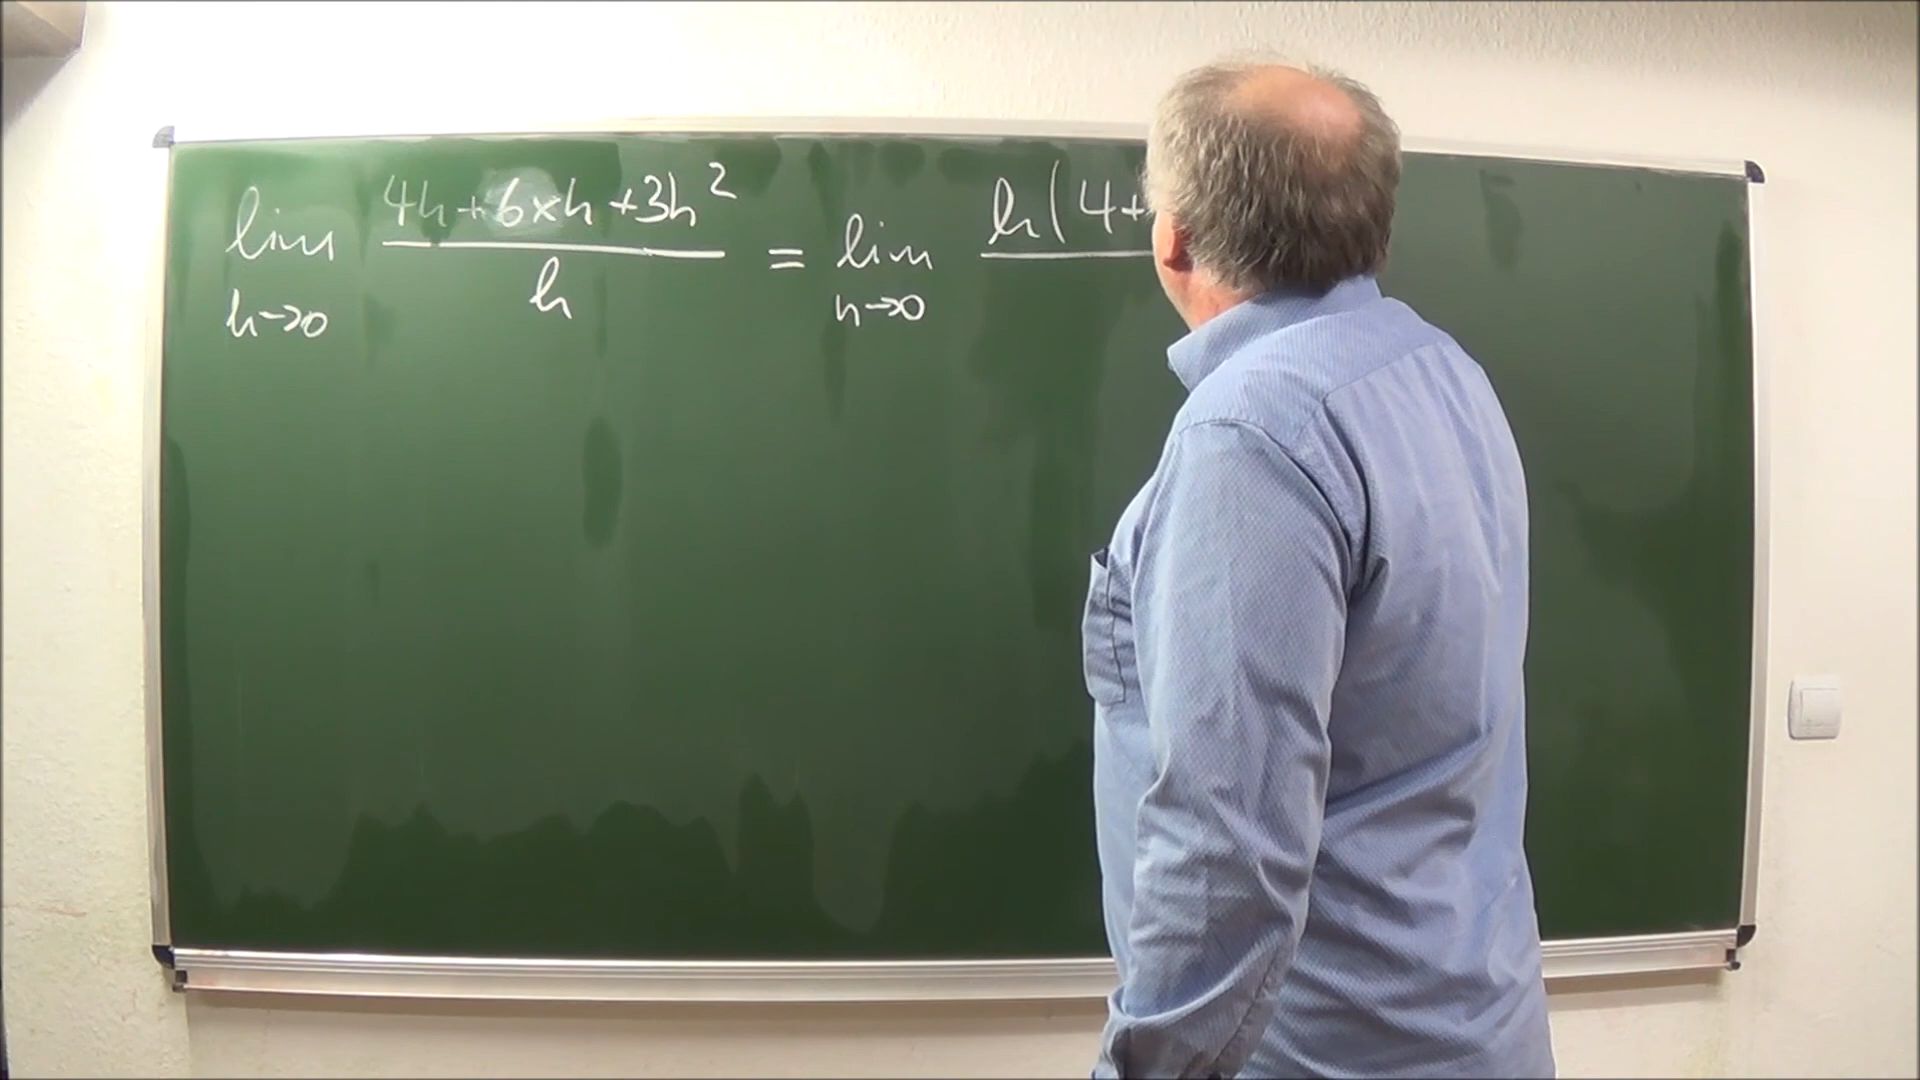 lim 4h+6xh+3h² = lim h(4+
h→0 h h→0